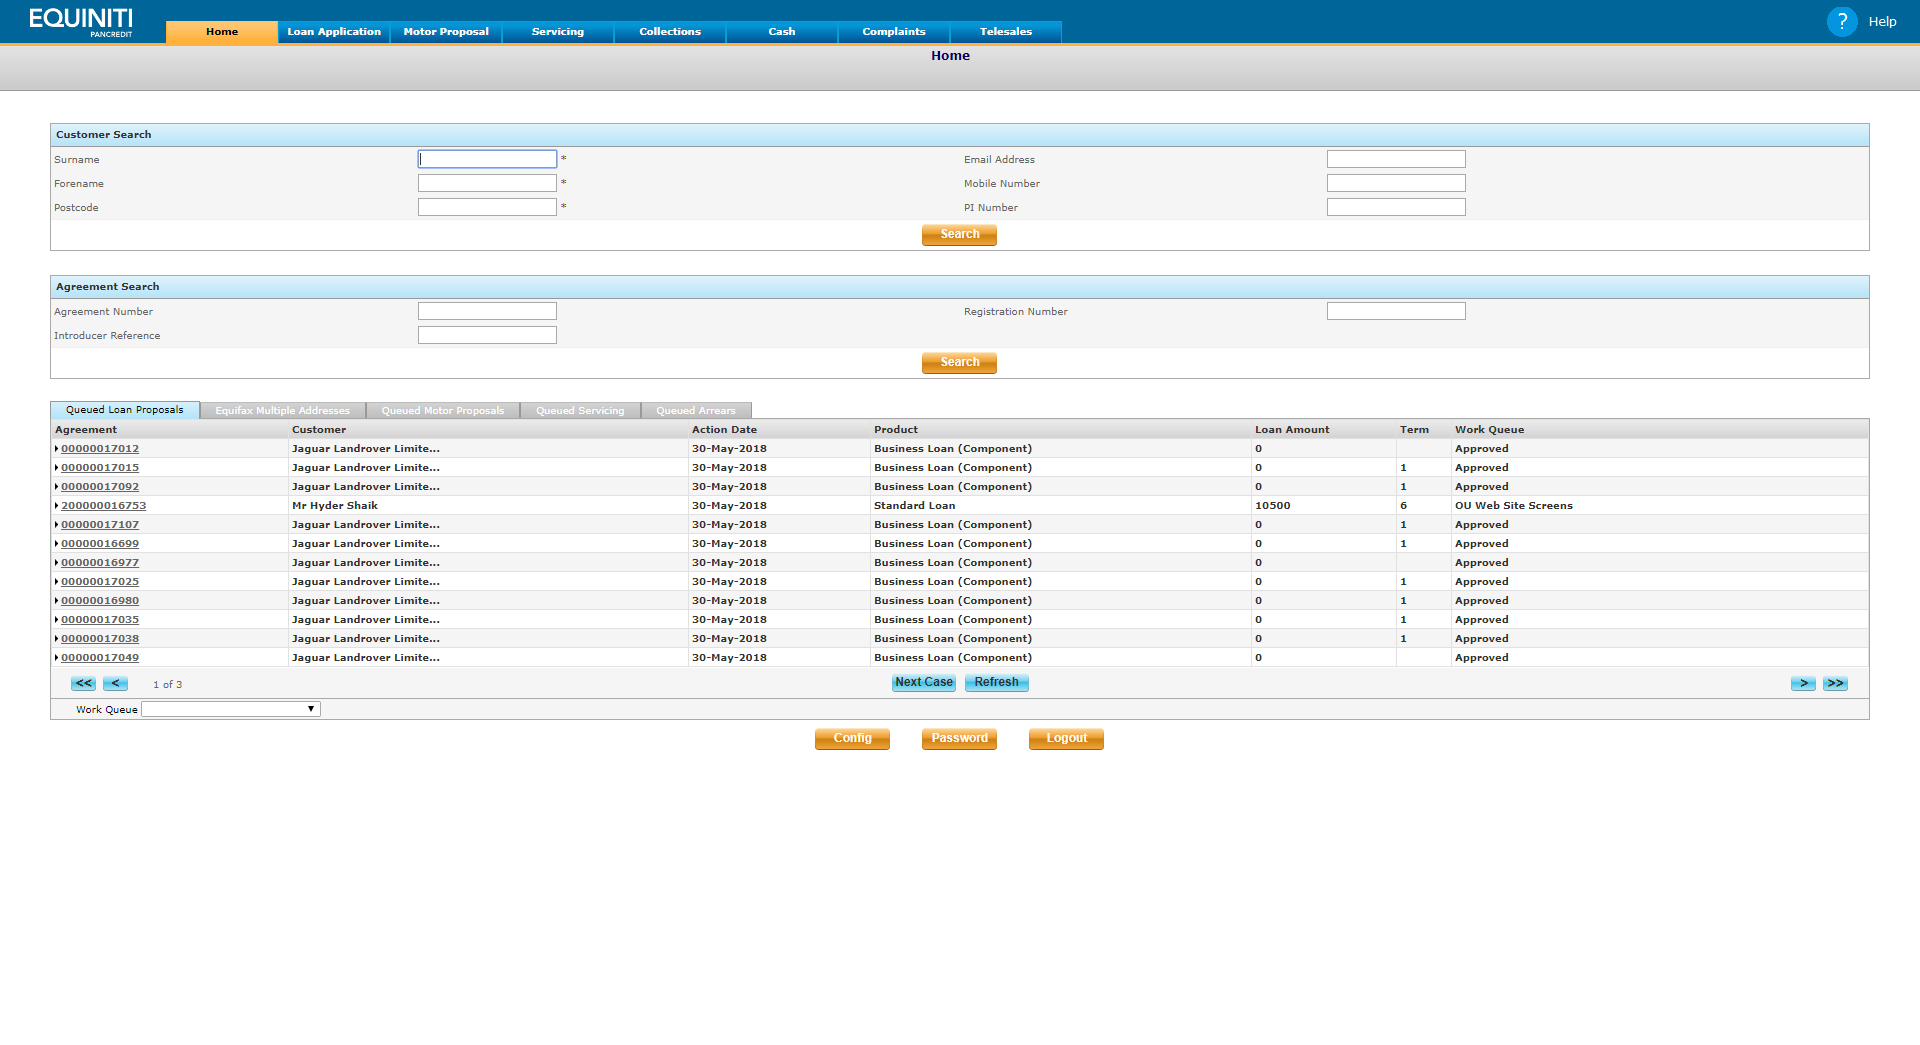 EQUINITI
PANCREDIT
Home Loan Application Motor Proposal Servicing Collections Cash Complaints Telesales
? Help
Home
Customer Search
Surname * Email Address
Forename * Mobile Number
Postcode * PI Number
Search
Agreement Search
Agreement Number Registration Number
Introducer Reference
Search
Queued Loan Proposals Equifax Multiple Addresses Queued Motor Proposals Queued Servicing Queued Arrears
Agreement Customer Action Date Product Loan Amount Term Work Queue
00000017012 Jaguar Landrover Limite... 30-May-2018 Business Loan (Component) 0 Approved
00000017015 Jaguar Landrover Limite... 30-May-2018 Business Loan (Component) 0 1 Approved
00000017092 Jaguar Landrover Limite... 30-May-2018 Business Loan (Component) 0 1 Approved
200000016753 Mr Hyder Shaik 30-May-2018 Standard Loan 10500 6 OU Web Site Screens
00000017107 Jaguar Landrover Limite... 30-May-2018 Business Loan (Component) 0 1 Approved
00000016699 Jaguar Landrover Limite... 30-May-2018 Business Loan (Component) 0 1 Approved
00000016977 Jaguar Landrover Limite... 30-May-2018 Business Loan (Component) 0 Approved
00000017025 Jaguar Landrover Limite... 30-May-2018 Business Loan (Component) 0 1 Approved
00000016980 Jaguar Landrover Limite... 30-May-2018 Business Loan (Component) 0 1 Approved
00000017035 Jaguar Landrover Limite... 30-May-2018 Business Loan (Component) 0 1 Approved
00000017038 Jaguar Landrover Limite... 30-May-2018 Business Loan (Component) 0 1 Approved
00000017049 Jaguar Landrover Limite... 30-May-2018 Business Loan (Component) 0 Approved
<< < 1 of 3 Next Case Refresh > >>
Work Queue
Config Password Logout